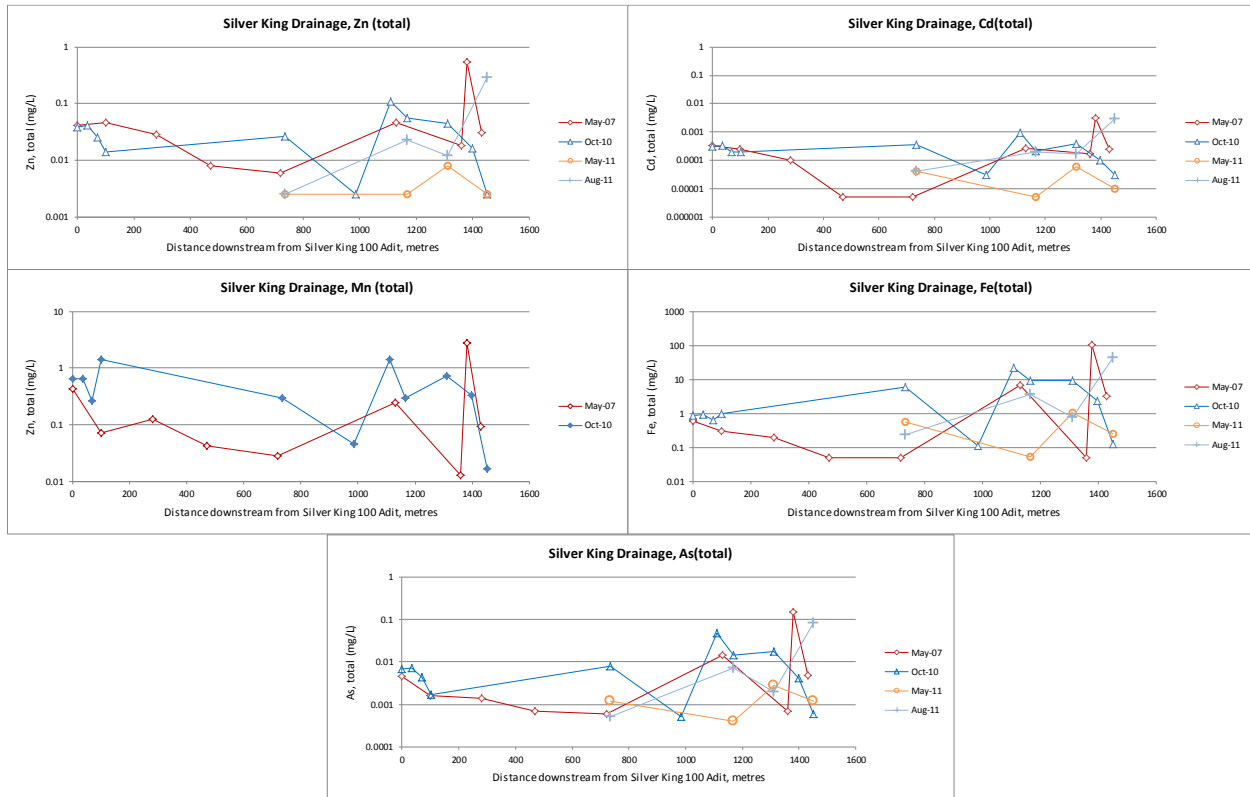 Silver King Drainage, Zn (total)
Zn, total (mg/L)
1
0.1
0.01
0.001
0 200 400 600 800 1000 1200 1400 1600
Distance downstream from Silver King 100 Adit, metres
May-07
Oct-10
May-11
Aug-11
Silver King Drainage, Cd(total)
Cd, total (mg/L)
1
0.1
0.01
0.001
0.0001
0.00001
0.000001
0 200 400 600 800 1000 1200 1400 1600
Distance downstream from Silver King 100 Adit, metres
May-07
Oct-10
May-11
Aug-11
Silver King Drainage, Mn (total)
Zn, total (mg/L)
10
1
0.1
0.01
0 200 400 600 800 1000 1200 1400 1600
Distance downstream from Silver King 100 Adit, metres
May-07
Oct-10
Silver King Drainage, Fe(total)
Fe, total (mg/L)
1000
100
10
1
0.1
0.01
0 200 400 600 800 1000 1200 1400 1600
Distance downstream from Silver King 100 Adit, metres
May-07
Oct-10
May-11
Aug-11
Silver King Drainage, As(total)
As, total (mg/L)
1
0.1
0.01
0.001
0.0001
0 200 400 600 800 1000 1200 1400 1600
Distance downstream from Silver King 100 Adit, metres
May-07
Oct-10
May-11
Aug-11